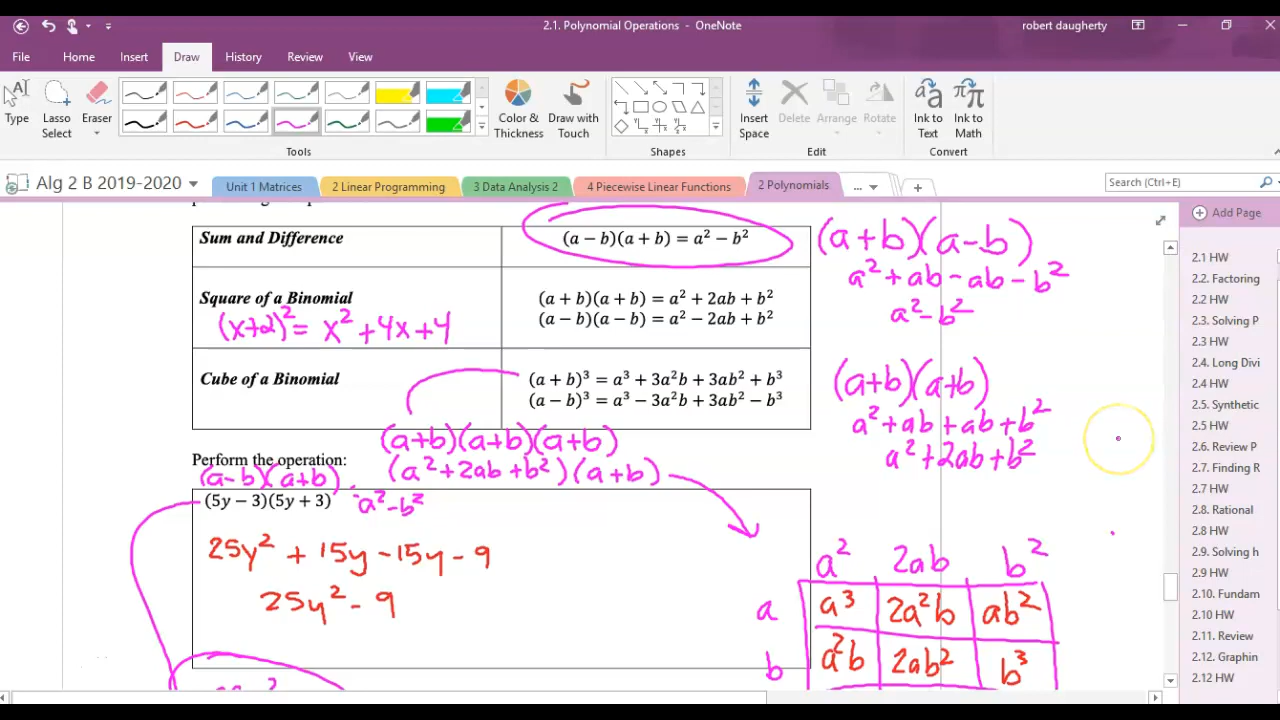 2.1. Polynomial Operations - OneNote
robert daugherty
File Home Insert Draw History Review View
Type
Lasso Select
Eraser
Color & Thickness
Draw with Touch
Insert Space
Delete
Arrange
Rotate
Ink to Text
Ink to Math
Tools
Shapes
Edit
Convert
Alg 2 B 2019-2020
Unit 1 Matrices
2 Linear Programming
3 Data Analysis 2
4 Piecewise Linear Functions
2 Polynomials
...
Search (Ctrl+E)
Add Page
2.1 HW
2.2. Factoring
2.2 HW
2.3. Solving P
2.3 HW
2.4. Long Divi
2.4 HW
2.5. Synthetic
2.5 HW
2.6. Review P
2.7. Finding R
2.7 HW
2.8. Rational
2.8 HW
2.9. Solving h
2.9 HW
2.10. Fundam
2.10 HW
2.11. Review
2.12. Graphin
2.12 HW
Sum and Difference
(a − b)(a + b) = a² − b²
Square of a Binomial
(x+2)² = x² + 4x + 4
(a + b)(a + b) = a² + 2ab + b²
(a − b)(a − b) = a² − 2ab + b²
Cube of a Binomial
(a + b)³ = a³ + 3a²b + 3ab² + b³
(a − b)³ = a³ − 3a²b + 3ab² − b³
(a+b)(a-b)
a² + ab - ab - b²
a² - b²
(a+b)(a+b)
a² + ab + ab + b²
a² + 2ab + b²
(a+b)(a+b)(a+b)
(a² + 2ab + b²)(a+b)
Perform the operation:
(a-b)(a+b)
a² - b²
(5y − 3)(5y + 3)
25y² + 15y - 15y - 9
25y² - 9
a² 2ab b²
a a³ 2a²b ab²
b a²b 2ab² b³